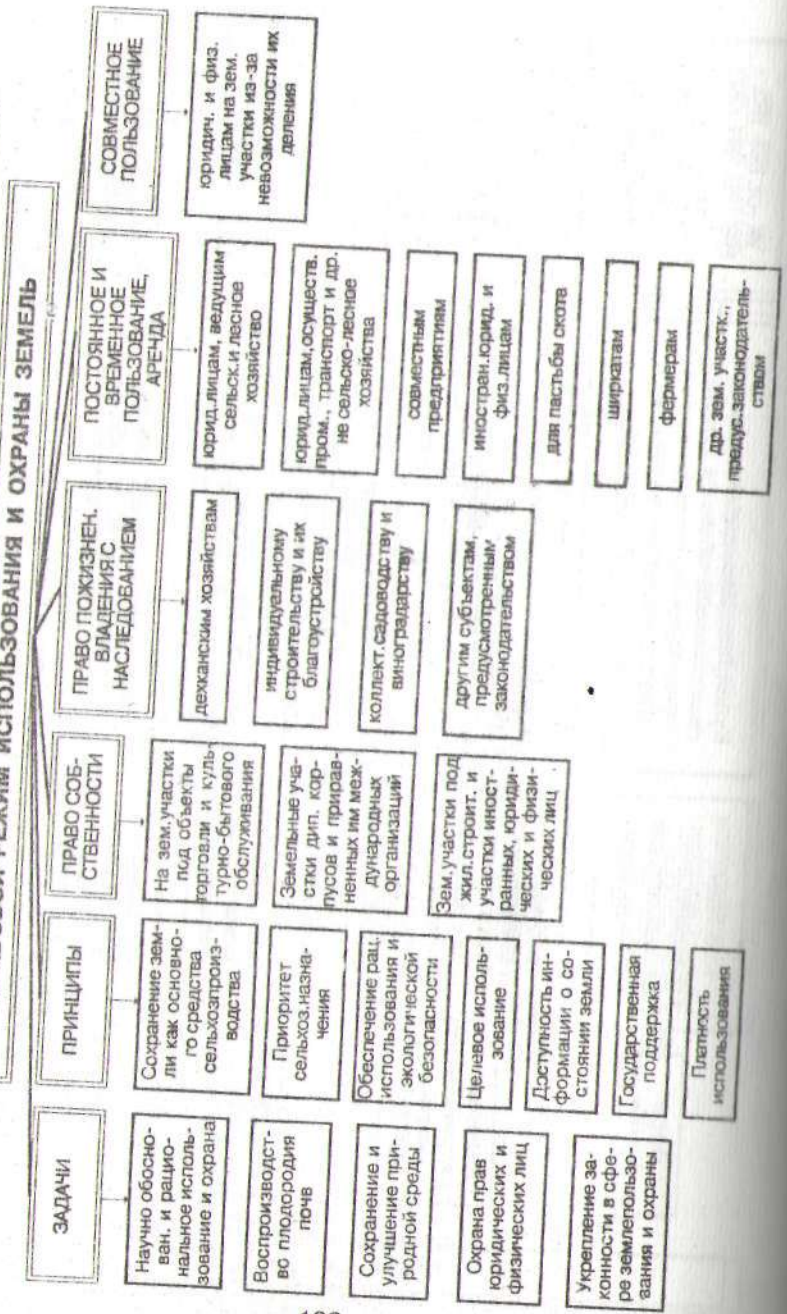 РЕЖИМ ИСПОЛЬЗОВАНИЯ И ОХРАНЫ ЗЕМЕЛЬ
ЗАДАЧИ
Научно обосно-
ван. и рацио-
нальное исполь-
зование и охрана
Воспроизводст-
во плодородия
почв
Сохранение и
улучшение при-
родной среды
Охрана прав
юридических и
физических лиц
Укрепление за-
конности в сфе-
ре землепользо-
вания и охраны
ПРИНЦИПЫ
Сохранение зем-
ли как основно-
го средства
сельхозпроиз-
водства
Приоритет
сельхоз.назна-
чения
Обеспечение рац.
использования и
экологической
безопасности
Целевое исполь-
зование
Доступность ин-
формации о со-
стоянии земли
Государственная
поддержка
Платность
использования
ПРАВО СОБ-
СТВЕННОСТИ
На зем.участки
под объекты
торговли и куль-
турно-бытового
обслуживания
Земельные уча-
стки дип. кор-
пусов и прирав-
ненных им меж-
дународных
организаций
Зем.участки под
жил.строит. и
участки иност-
ранных, юриди-
ческих и физи-
ческих лиц
ПРАВО ПОЖИЗНЕН.
ВЛАДЕНИЯ С
НАСЛЕДОВАНИЕМ
дехканским хозяйствам
индивидуальному
строительству и их
благоустройству
коллект.садоводству и
виноградарству
другим субъектам,
предусмотренным
законодательством
ПОСТОЯННОЕ И
ВРЕМЕННОЕ
ПОЛЬЗОВАНИЕ,
АРЕНДА
юрид.лицам, ведущим
сельск.и лесное
хозяйство
юрид.лицам,осуществ.
пром., транспорт и др.
не сельско-лесное
хозяйства
совместным
предприятиям
иностран.юрид. и
физ.лицам
для пастьбы скота
ширкатам
фермерам
др. зем. участк.,
предус.законодатель-
ством
СОВМЕСТНОЕ
ПОЛЬЗОВАНИЕ
юридич. и физ.
лицам на зем.
участки из-за
невозможности их
деления